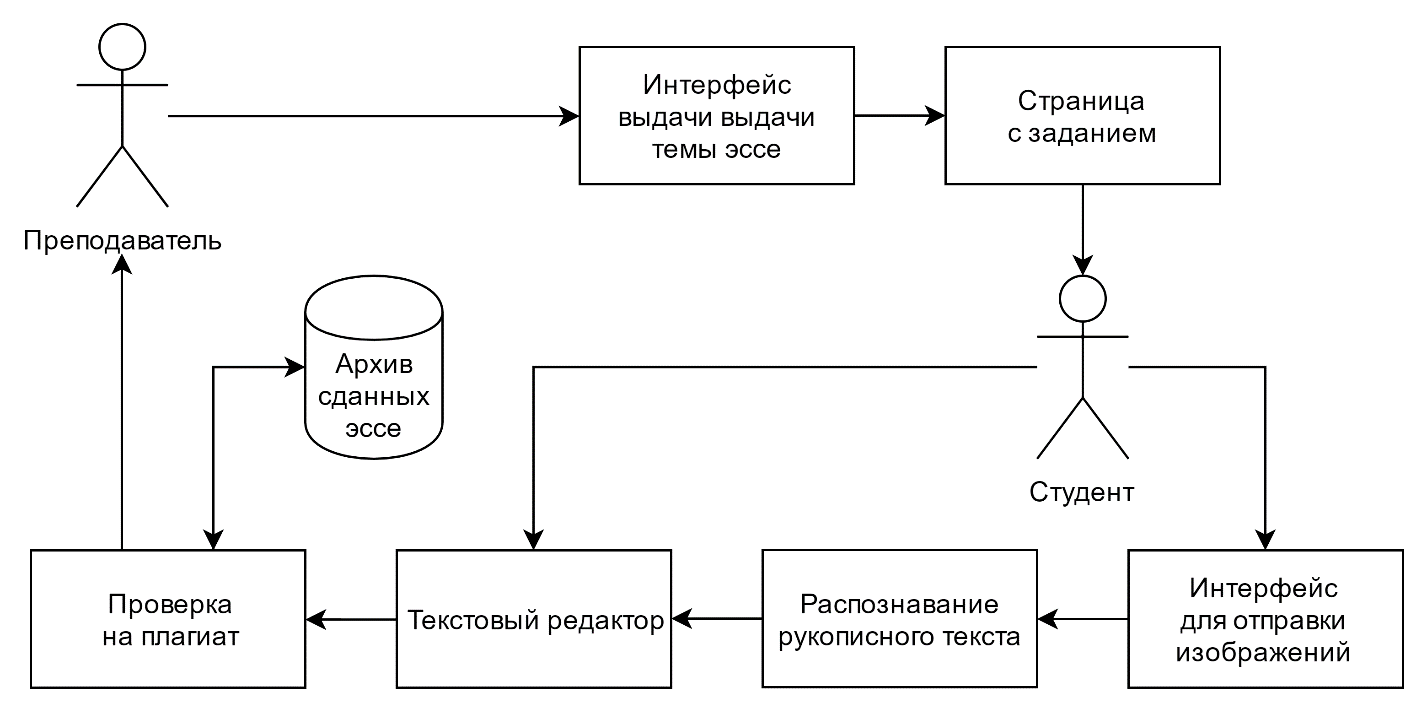 Интерфейс
выдачи выдачи
темы эссе
Страница
с заданием
Преподаватель
Архив
сданных
эссе
Студент
Проверка
на плагиат
Текстовый редактор
Распознавание
рукописного текста
Интерфейс
для отправки
изображений